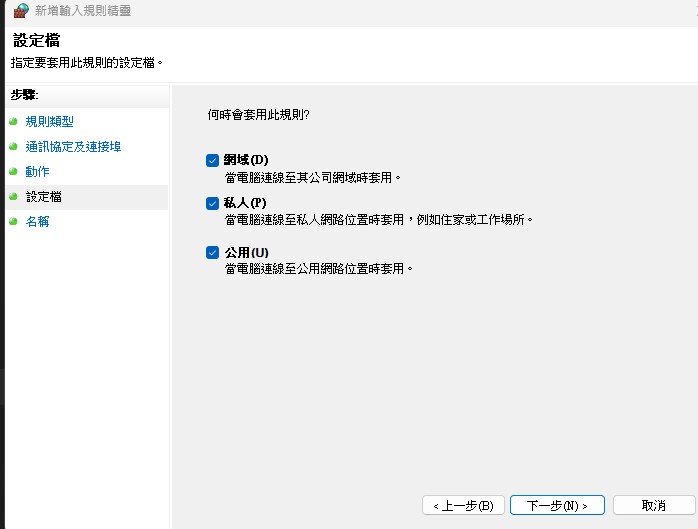 新增輸入規則精靈
設定檔
指定要套用此規則的設定檔。
步驟:
規則類型
通訊協定及連接埠
動作
設定檔
名稱
何時會套用此規則?
網域(D)
當電腦連線至其公司網域時套用。
私人(P)
當電腦連線至私人網路位置時套用，例如住家或工作場所。
公用(U)
當電腦連線至公用網路位置時套用。
< 上一步(B)
下一步(N) >
取消